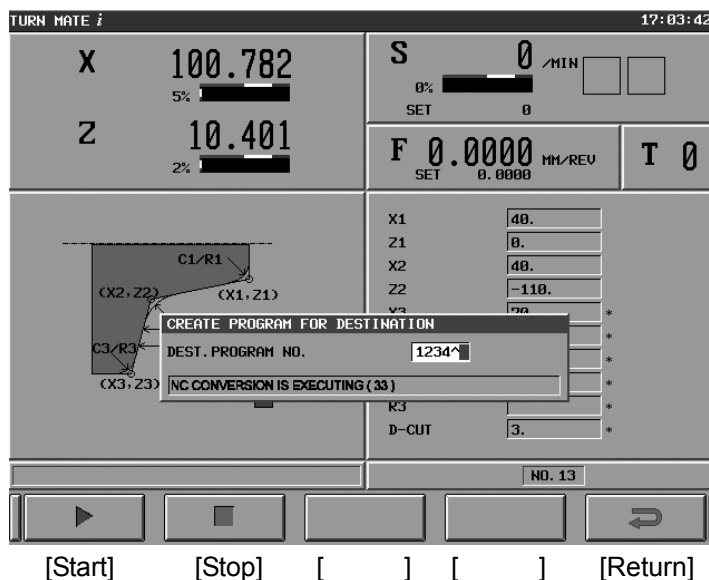 TURN MATE i 17:03:42
X 100.782
5%
Z 10.401
2%
S 0 /MIN
0%
SET 0
F 0.0000 MM/REV
SET 0.0000
T 0
C1/R1
(X2,Z2) (X1,Z1)
C3/R3
(X3,Z3)
X1 40.
Z1 0.
X2 40.
Z2 -110.
X3 70. *
*
*
*
R3 *
D-CUT 3. *
CREATE PROGRAM FOR DESTINATION
DEST.PROGRAM NO. 1234^
NC CONVERSION IS EXECUTING ( 33 )
NO. 13
[Start] [Stop] [ ] [ ] [Return]